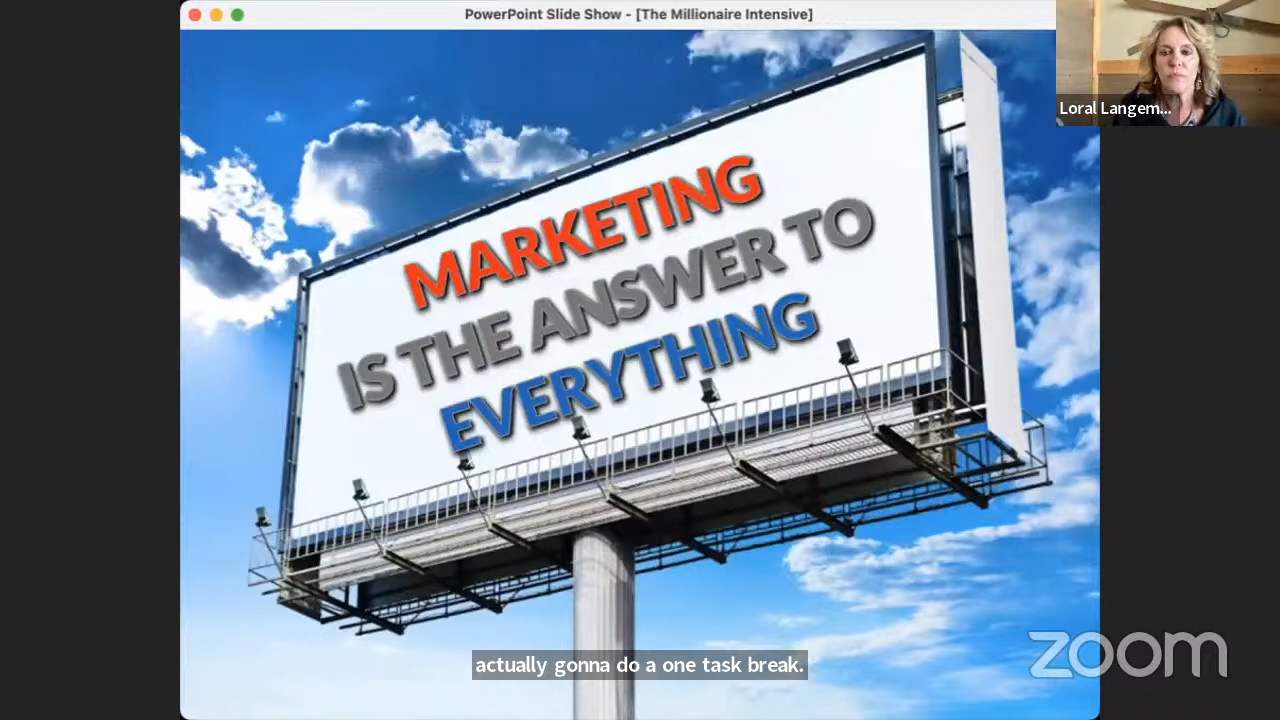 PowerPoint Slide Show - [The Millionaire Intensive]
Loral Langem...
MARKETING
IS THE ANSWER TO
EVERYTHING
actually gonna do a one task break.
zoom